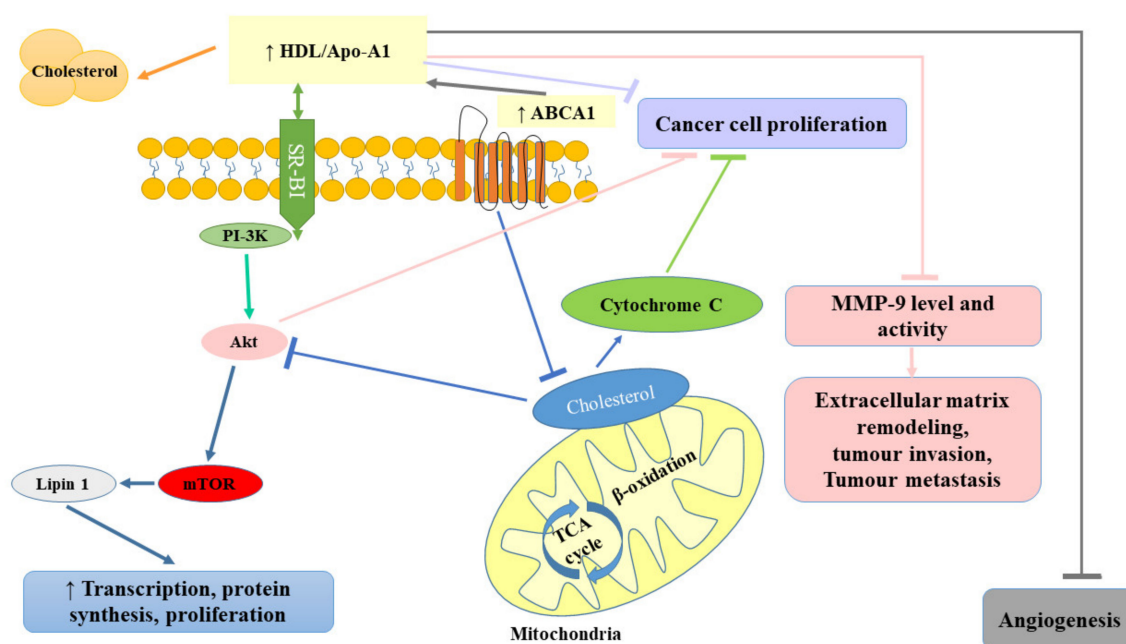 ↑ HDL/Apo-A1
Cholesterol
↑ ABCA1
Cancer cell proliferation
SR-BI
PI-3K
Cytochrome C
MMP-9 level and
activity
Akt
Cholesterol
Extracellular matrix
remodeling,
tumour invasion,
Tumour metastasis
β-oxidation
Lipin 1
mTOR
TCA
cycle
↑ Transcription, protein
synthesis, proliferation
Angiogenesis
Mitochondria